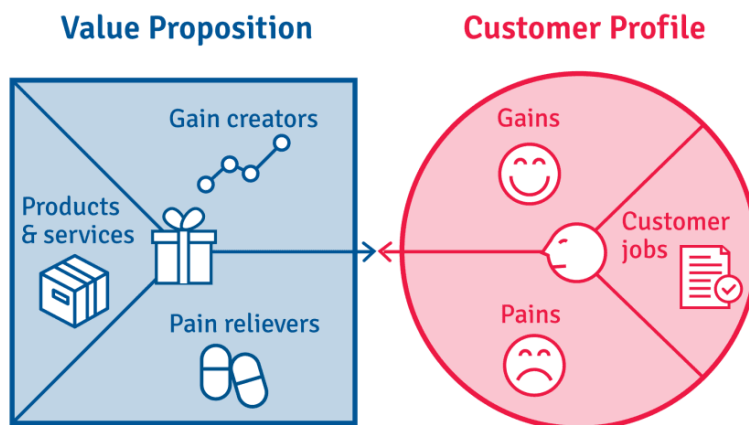 Value Proposition
Customer Profile
Gain creators
Products
& services
Pain relievers
Gains
Customer
jobs
Pains